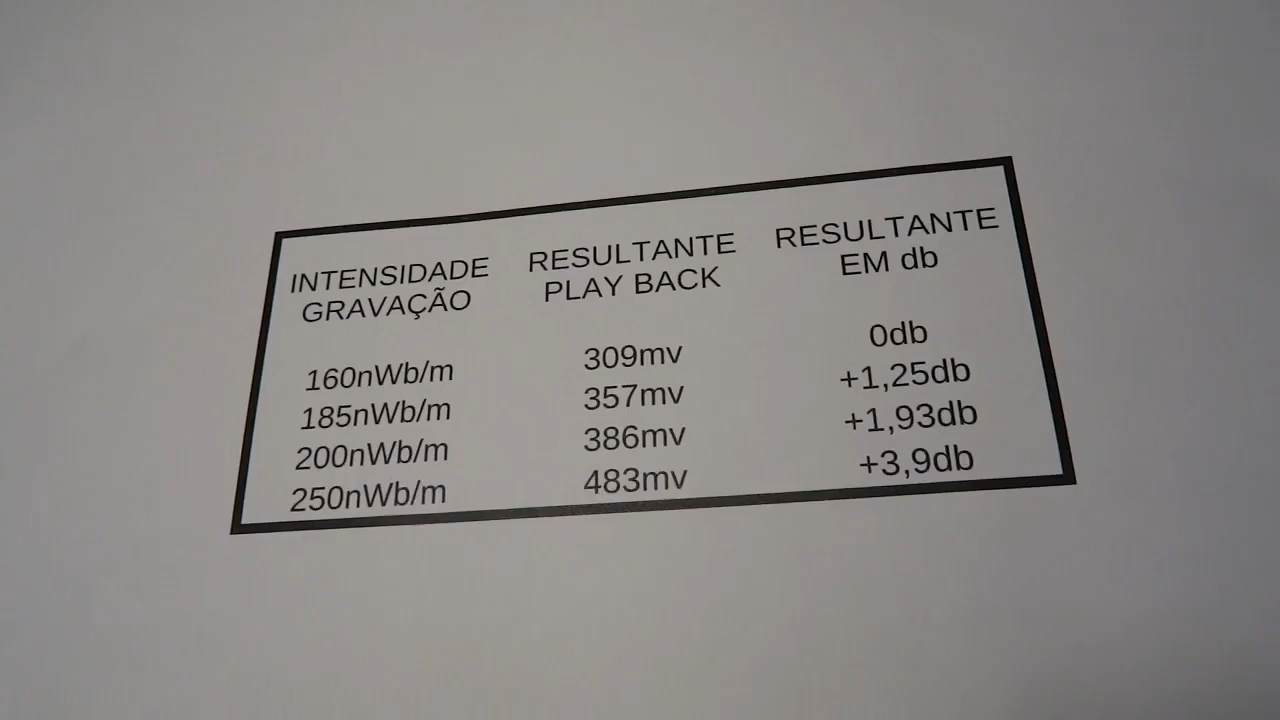 INTENSIDADE GRAVAÇÃO RESULTANTE PLAY BACK RESULTANTE EM db
160nWb/m 309mv 0db
185nWb/m 357mv +1,25db
200nWb/m 386mv +1,93db
250nWb/m 483mv +3,9db